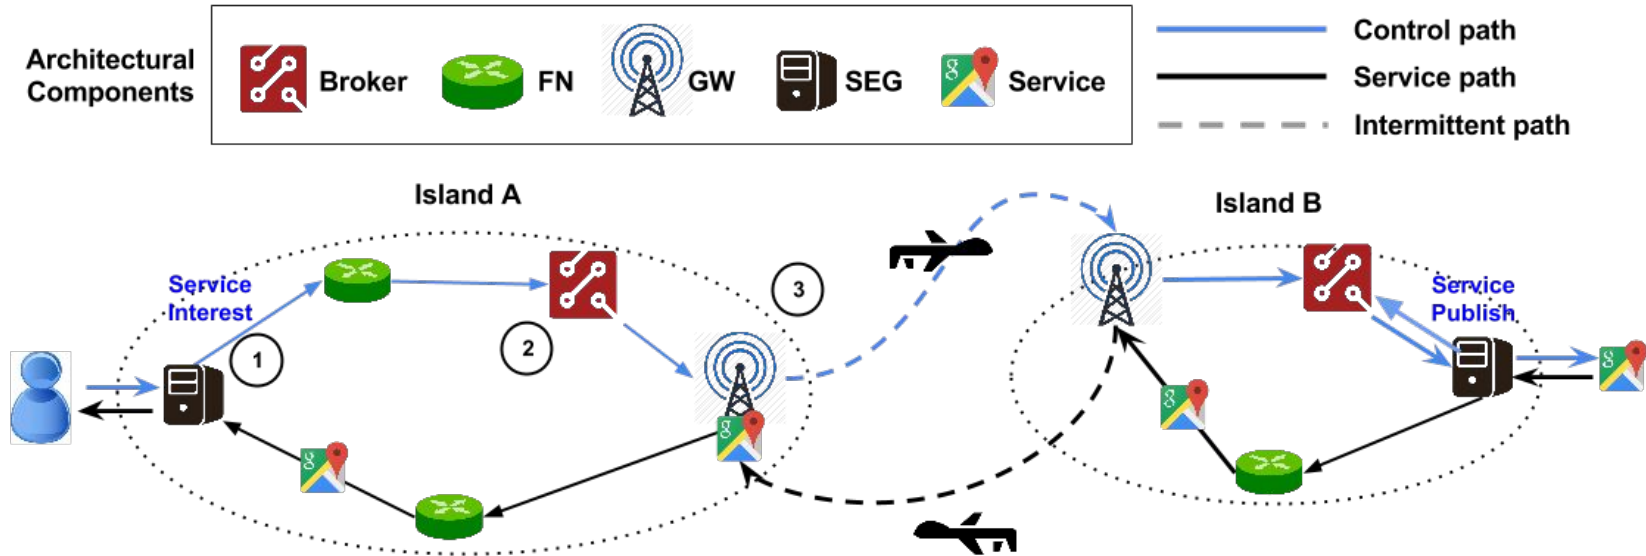 Architectural
Components
Broker
FN
GW
SEG
Service
Control path
Service path
Intermittent path
Island A
Island B
Service
Interest
1
2
3
Service
Publish